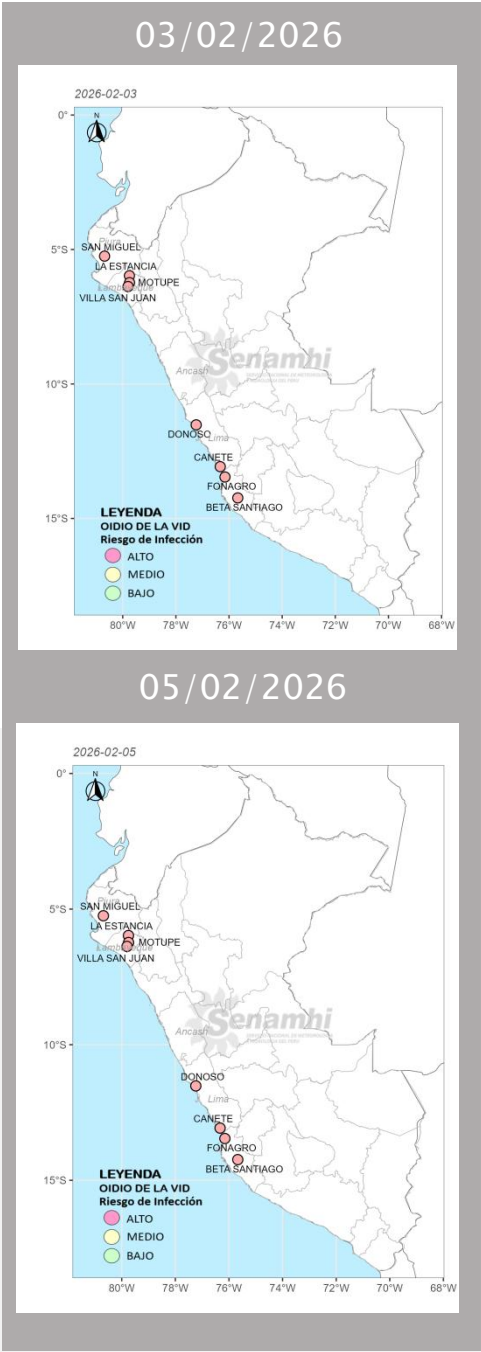 03/02/2026
2026-02-03
N
0°
Piura
SAN MIGUEL
5°S
LA ESTANCIA
MOTUPE
Lambayeque
VILLA SAN JUAN
Senamhi
Ancash
10°S
DONOSO
Lima
CANETE
FONAGRO
BETA SANTIAGO
LEYENDA
OIDIO DE LA VID
15°S
Riesgo de Infección
ALTO
MEDIO
BAJO
80°W 78°W 76°W 74°W 72°W 70°W 68°W
05/02/2026
2026-02-05
0°
N
Piura
SAN MIGUEL
5°S
LA ESTANCIA
MOTUPE
Lambayeque
VILLA SAN JUAN
Senamhi
Ancash
10°S
DONOSO
Lima
CANETE
FONAGRO
BETA SANTIAGO
LEYENDA
15°S
OIDIO DE LA VID
Riesgo de Infección
ALTO
MEDIO
BAJO
80°W 78°W 76°W 74°W 72°W 70°W 68°W